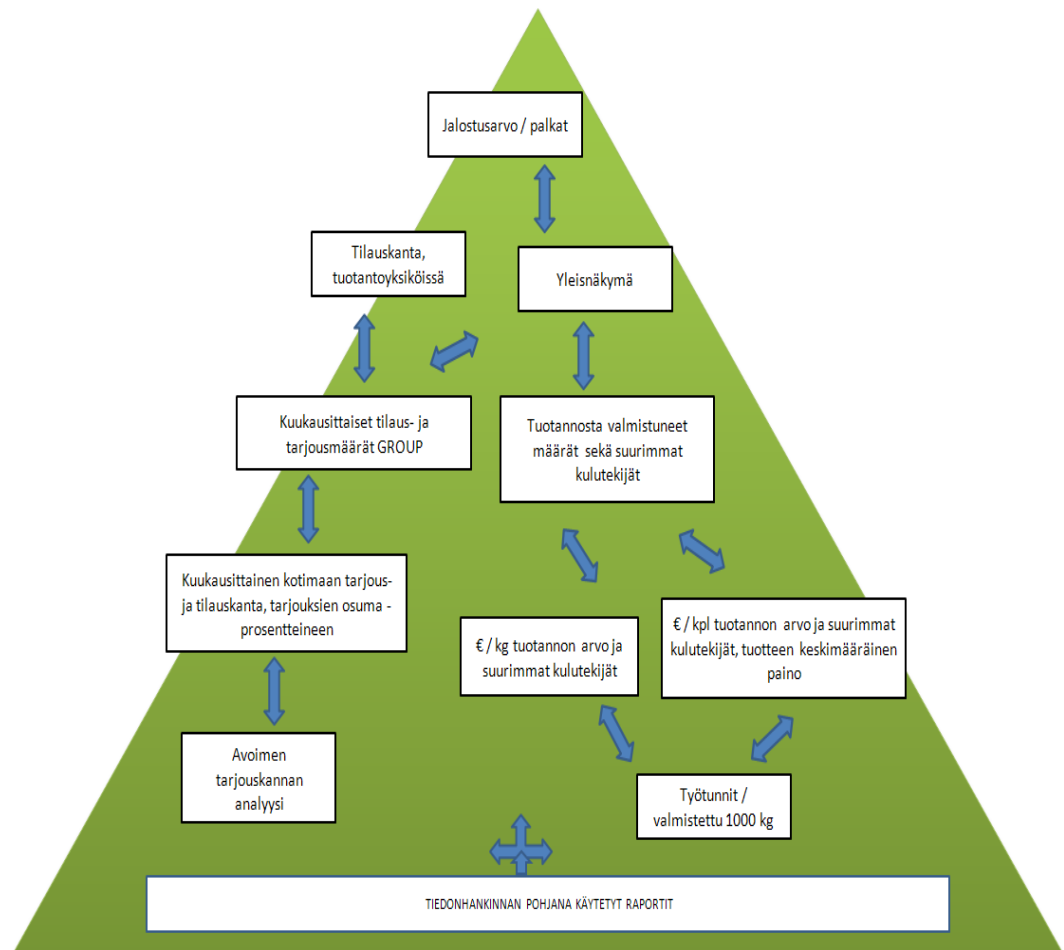 Jalostusarvo / palkat
Tilauskanta,
tuotantoyksiköissä
Yleisnäkymä
Kuukausittaiset tilaus- ja
tarjousmäärät GROUP
Tuotannosta valmistuneet
määrät sekä suurimmat
kulutekijät
Kuukausittainen kotimaan tarjous-
ja tilauskanta, tarjouksien osuma -
prosentteineen
€ / kg tuotannon arvo ja
suurimmat kulutekijät
€ / kpl tuotannon arvo ja suurimmat
kulutekijät, tuotteen keskimääräinen
paino
Avoimen
tarjouskannan
analyysi
Työtunnit /
valmistettu 1000 kg
TIEDONHANKINNAN POHJANA KÄYTETYT RAPORTIT